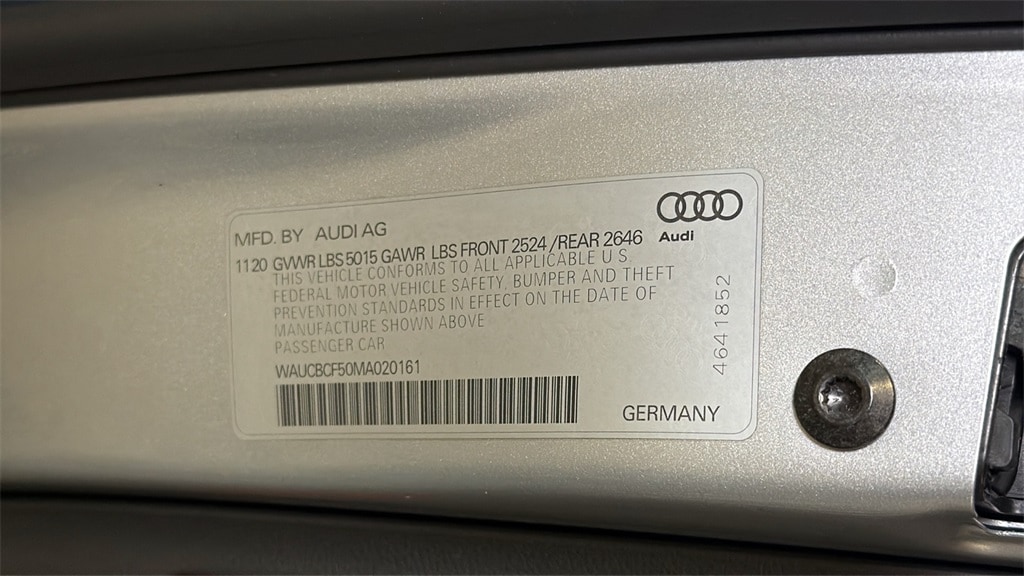 MFD. BY AUDI AG
Audi
1120 GVWR LBS 5015 GAWR LBS FRONT 2524 /REAR 2646
THIS VEHICLE CONFORMS TO ALL APPLICABLE U S
FEDERAL MOTOR VEHICLE SAFETY, BUMPER AND THEFT
PREVENTION STANDARDS IN EFFECT ON THE DATE OF
MANUFACTURE SHOWN ABOVE
PASSENGER CAR
WAUCBCF50MA020161
4641852
GERMANY